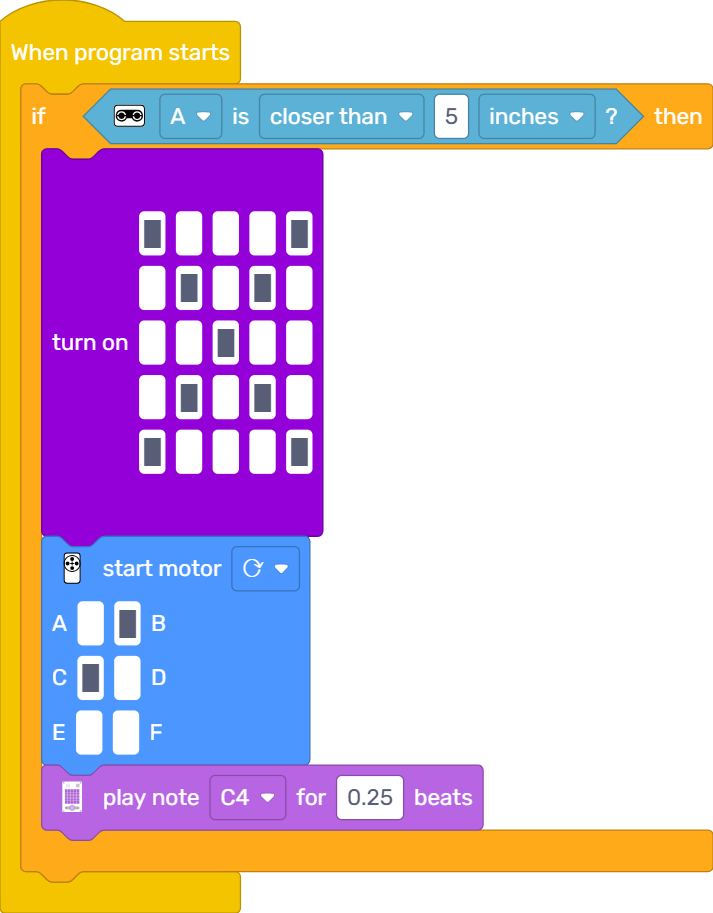 When program starts
if A is closer than 5 inches ? then
turn on
start motor
A B
C D
E F
play note C4 for 0.25 beats